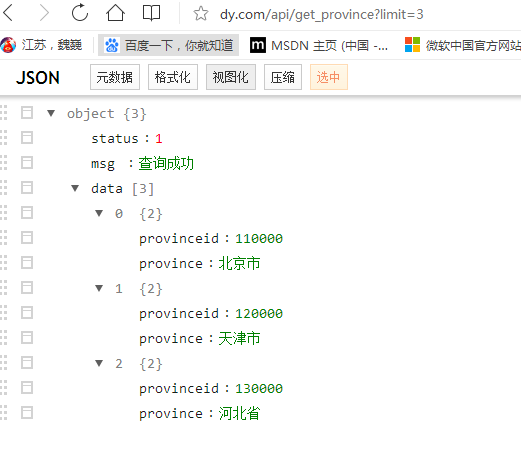 dy.com/api/get_province?limit=3
江苏，魏巍 百度一下，你就知道 MSDN 主页 (中国 -... 微软中国官方网站
JSON 元数据 格式化 视图化 压缩 选中
object {3}
status : 1
msg : 查询成功
data [3]
0 {2}
provinceid : 110000
province : 北京市
1 {2}
provinceid : 120000
province : 天津市
2 {2}
provinceid : 130000
province : 河北省